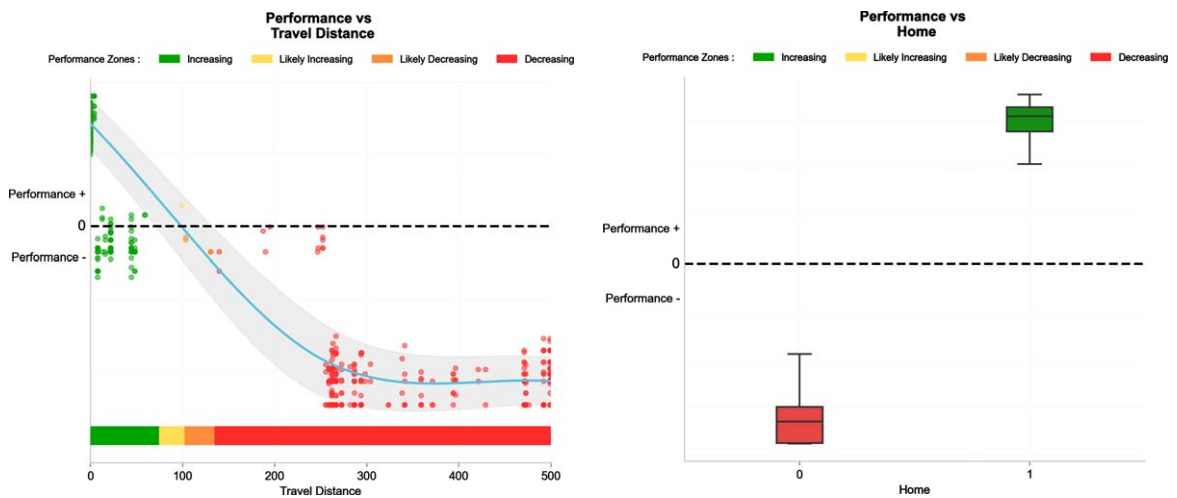 Performance vs
Travel Distance
Performance Zones : Increasing Likely Increasing Likely Decreasing Decreasing
Performance +
0
Performance -
0 100 200 300 400 500
Travel Distance
Performance vs
Home
Performance Zones : Increasing Likely Increasing Likely Decreasing Decreasing
Performance +
0
Performance -
0 1
Home